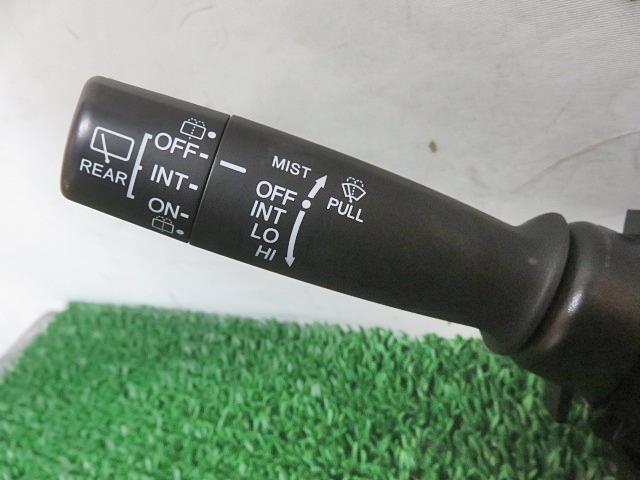 REAR
OFF
INT
ON
MIST
OFF
INT
LO
HI
PULL